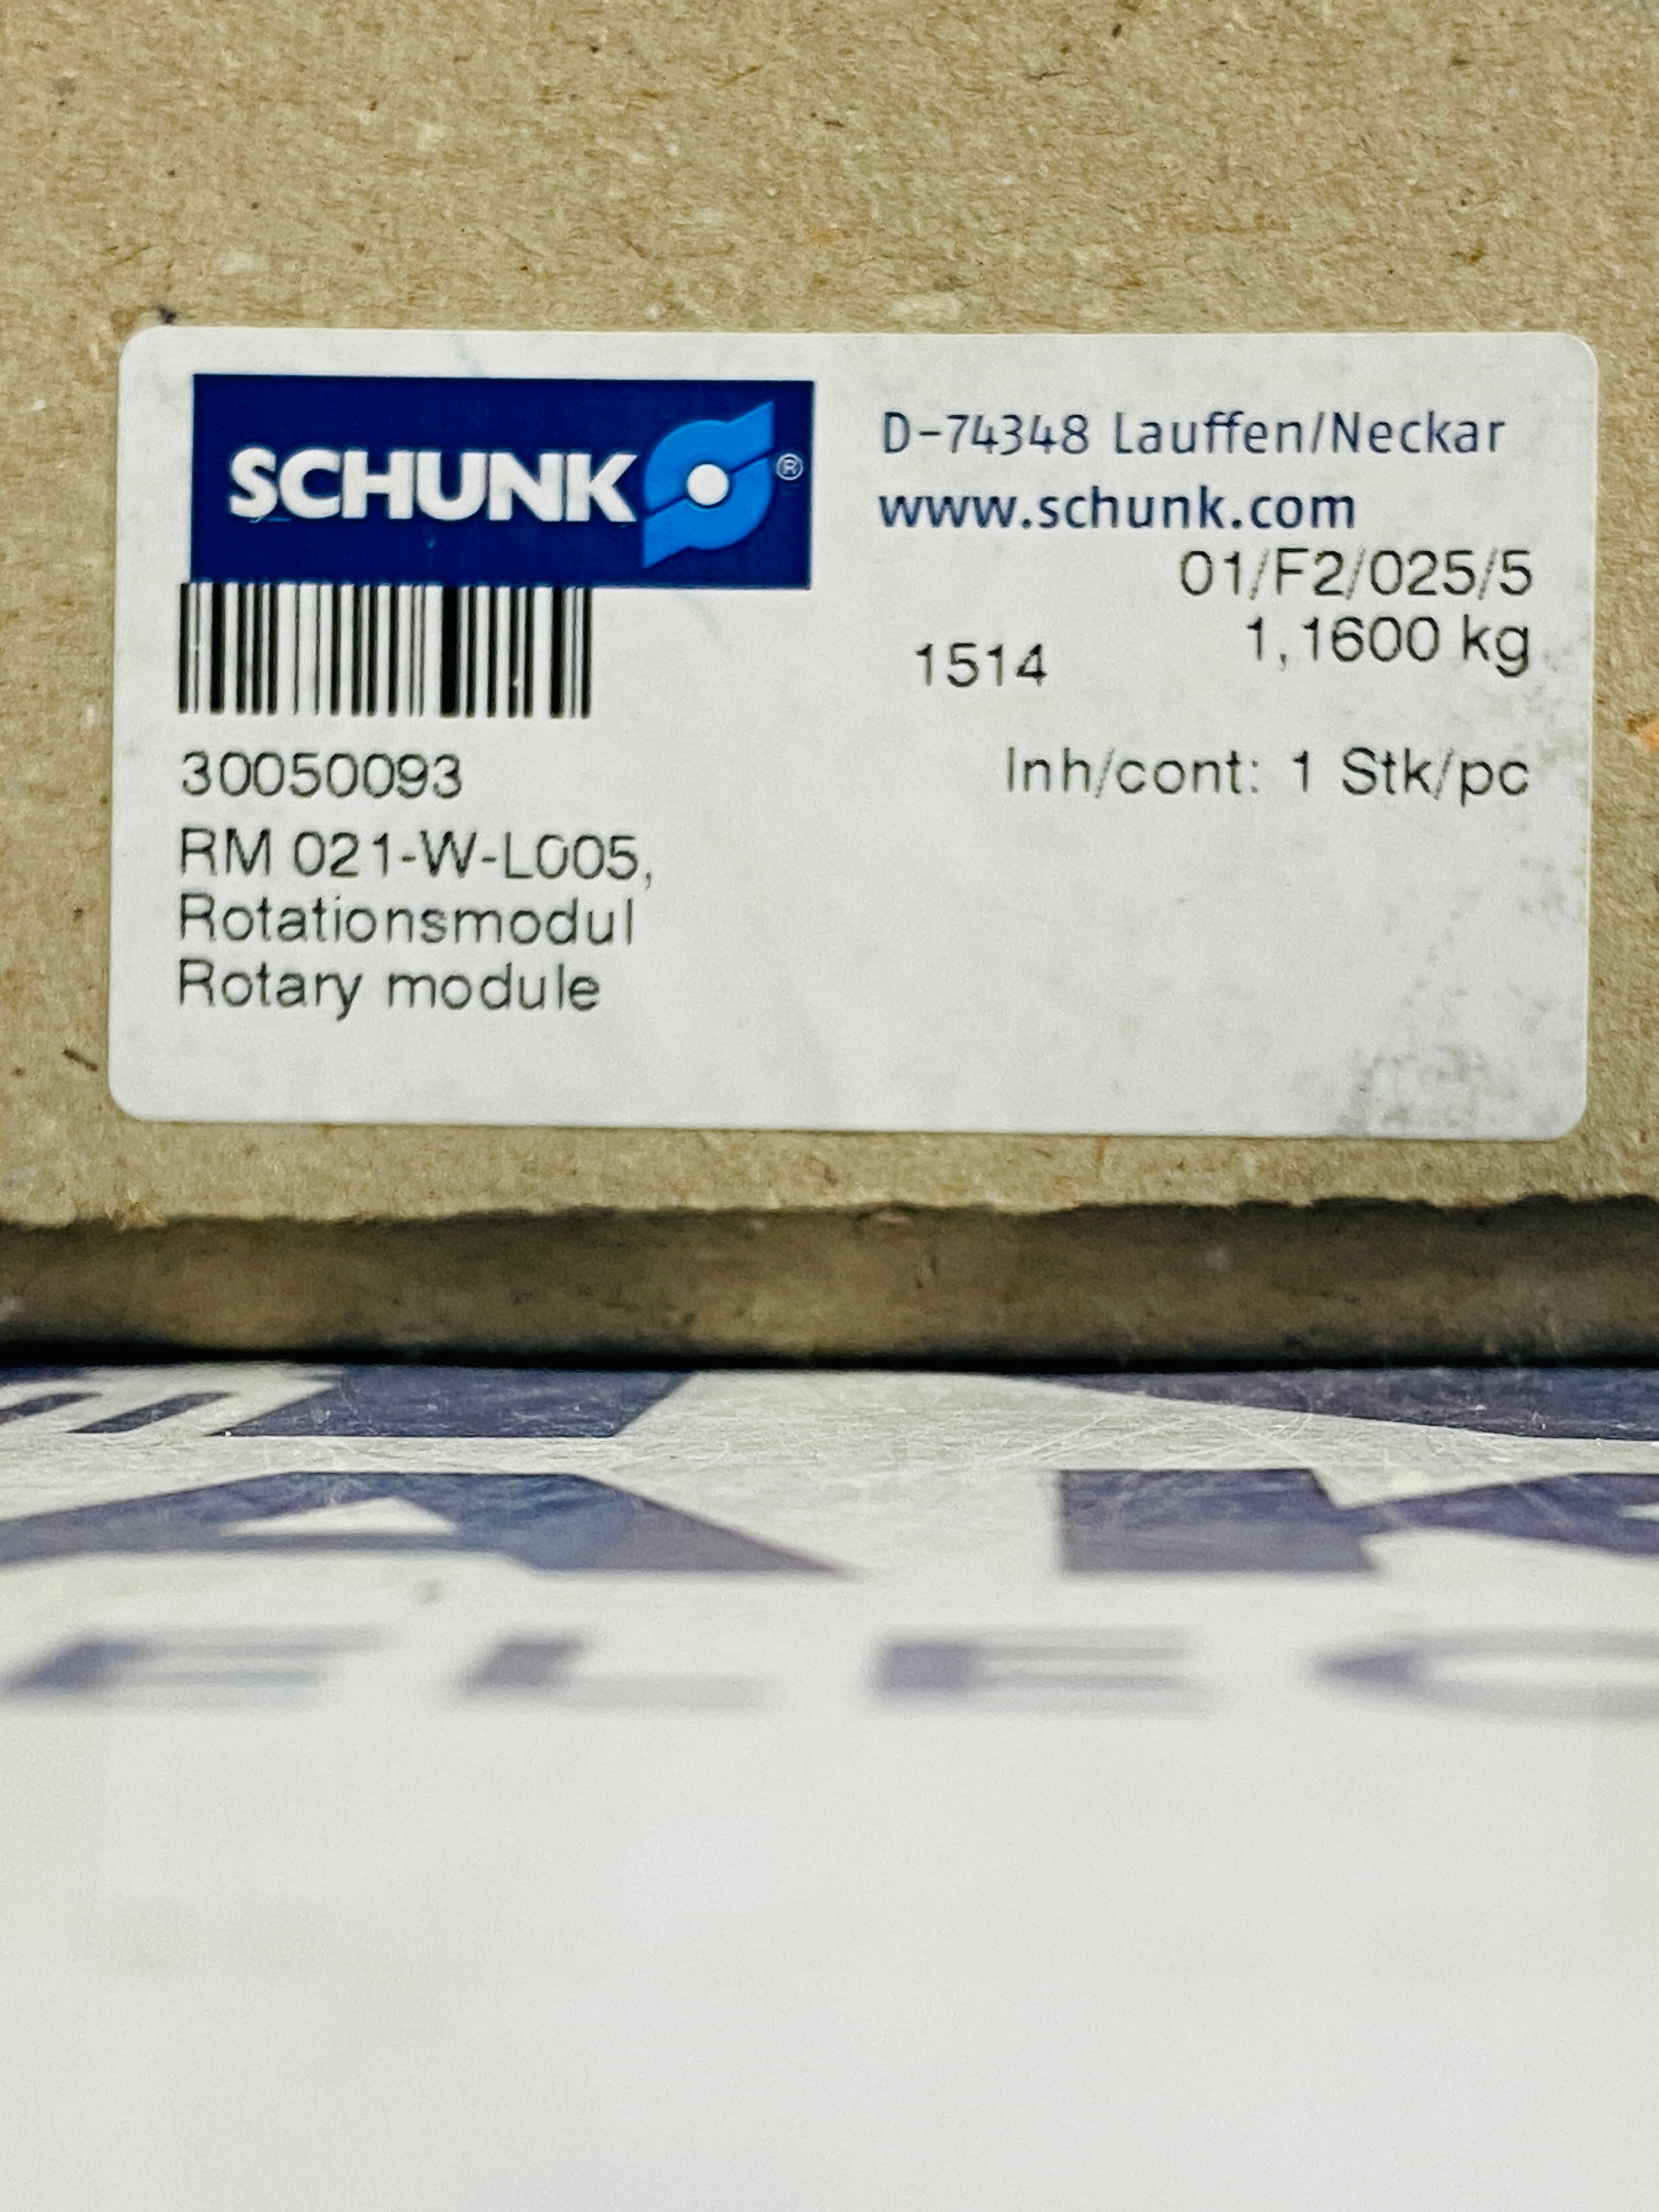 SCHUNK ®
D-74348 Lauffen/Neckar
www.schunk.com
01/F2/025/5
1,1600 kg
1514
30050093
Inh/cont: 1 Stk/pc
RM 021-W-L005,
Rotationsmodul
Rotary module